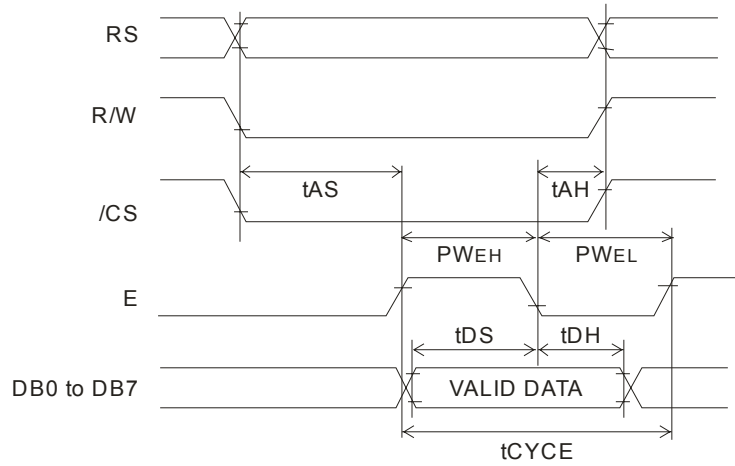 RS
R/W
tAS
tAH
/CS
PWEH
PWEL
E
tDS
tDH
DB0 to DB7
VALID DATA
tCYCE